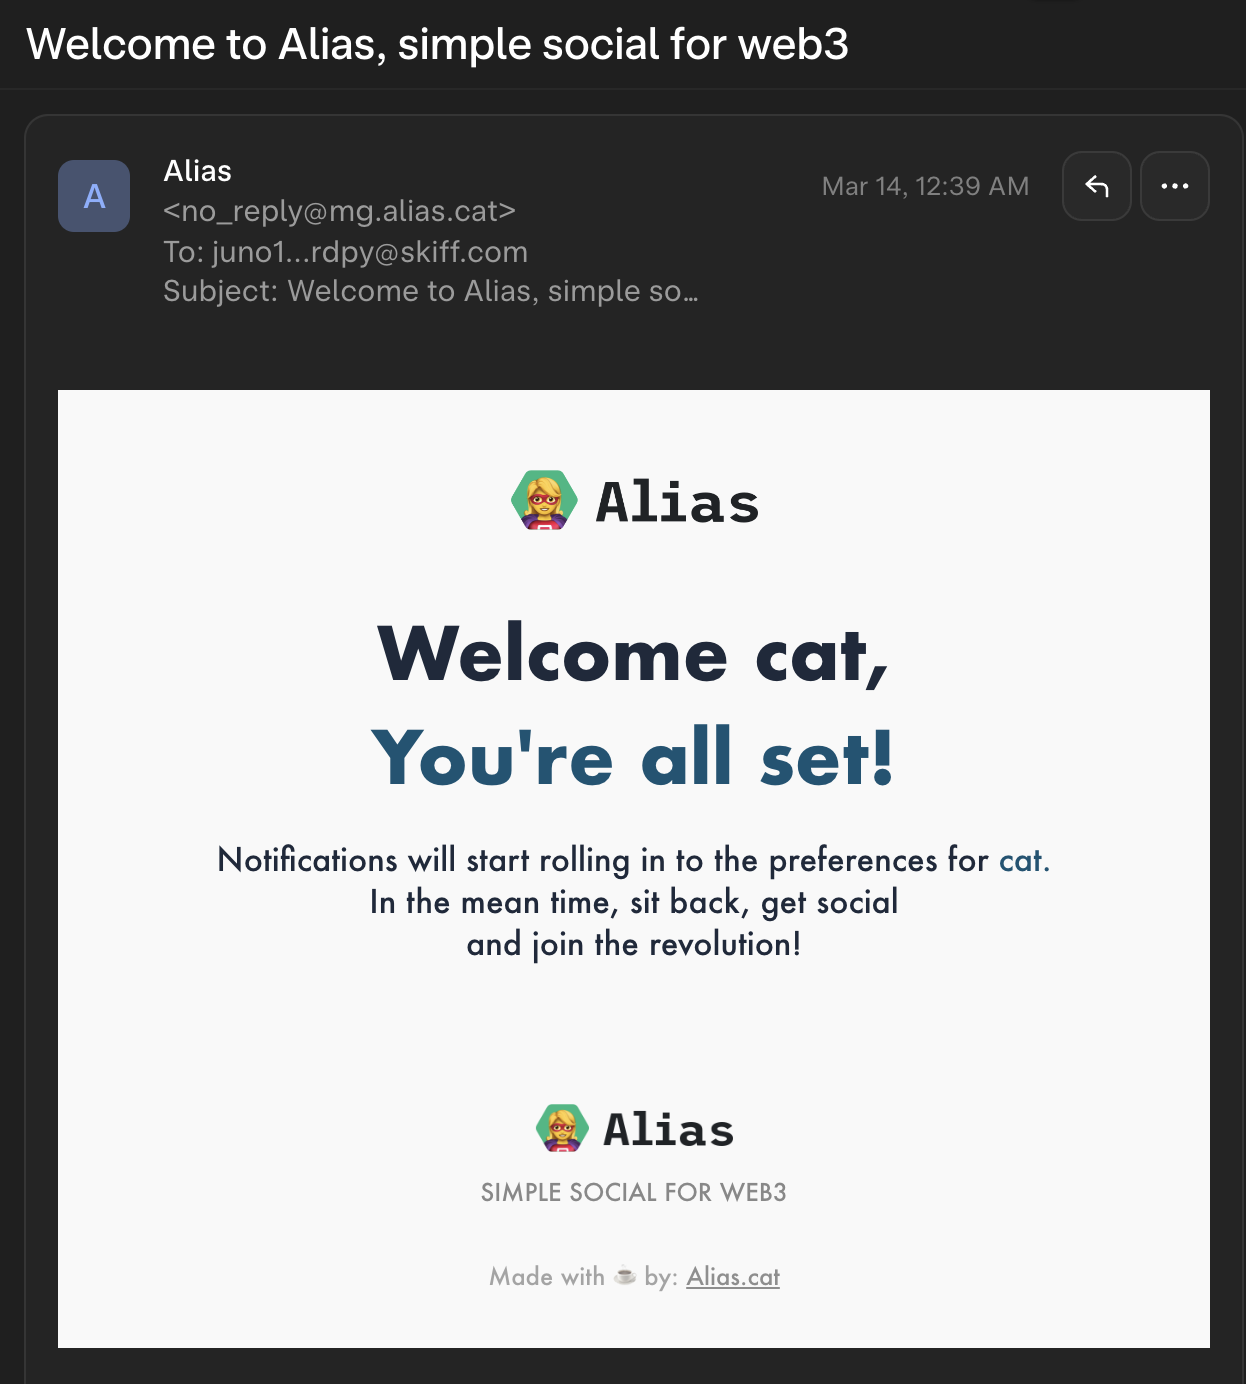 Welcome to Alias, simple social for web3
A
Alias
Mar 14, 12:39 AM
<no_reply@mg.alias.cat>
To: juno1...rdpy@skiff.com
Subject: Welcome to Alias, simple so...
Alias
Welcome cat,
You're all set!
Notifications will start rolling in to the preferences for cat.
In the mean time, sit back, get social
and join the revolution!
Alias
SIMPLE SOCIAL FOR WEB3
Made with ☕ by: Alias.cat